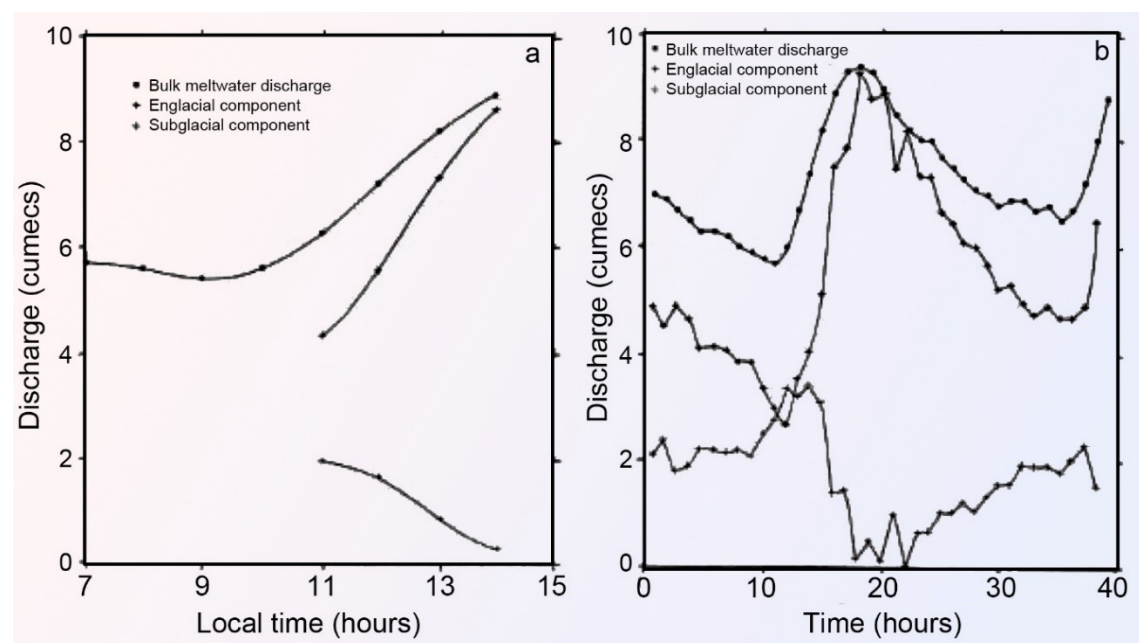 a
Bulk meltwater discharge
Englacial component
Subglacial component
Discharge (cumecs)
10
8
6
4
2
0
7
9
11
13
15
Local time (hours)
b
Bulk meltwater discharge
Englacial component
Subglacial component
Discharge (cumecs)
10
8
6
4
2
0
0
10
20
30
40
Time (hours)